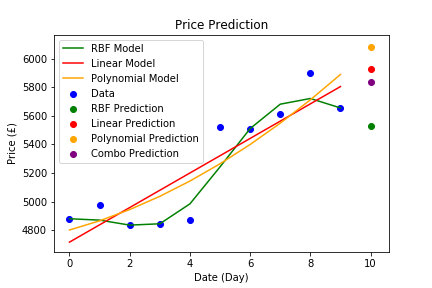 Price Prediction
Price (£)
6000
5800
5600
5400
5200
5000
4800
RBF Model
Linear Model
Polynomial Model
Data
RBF Prediction
Linear Prediction
Polynomial Prediction
Combo Prediction
0 2 4 6 8 10
Date (Day)